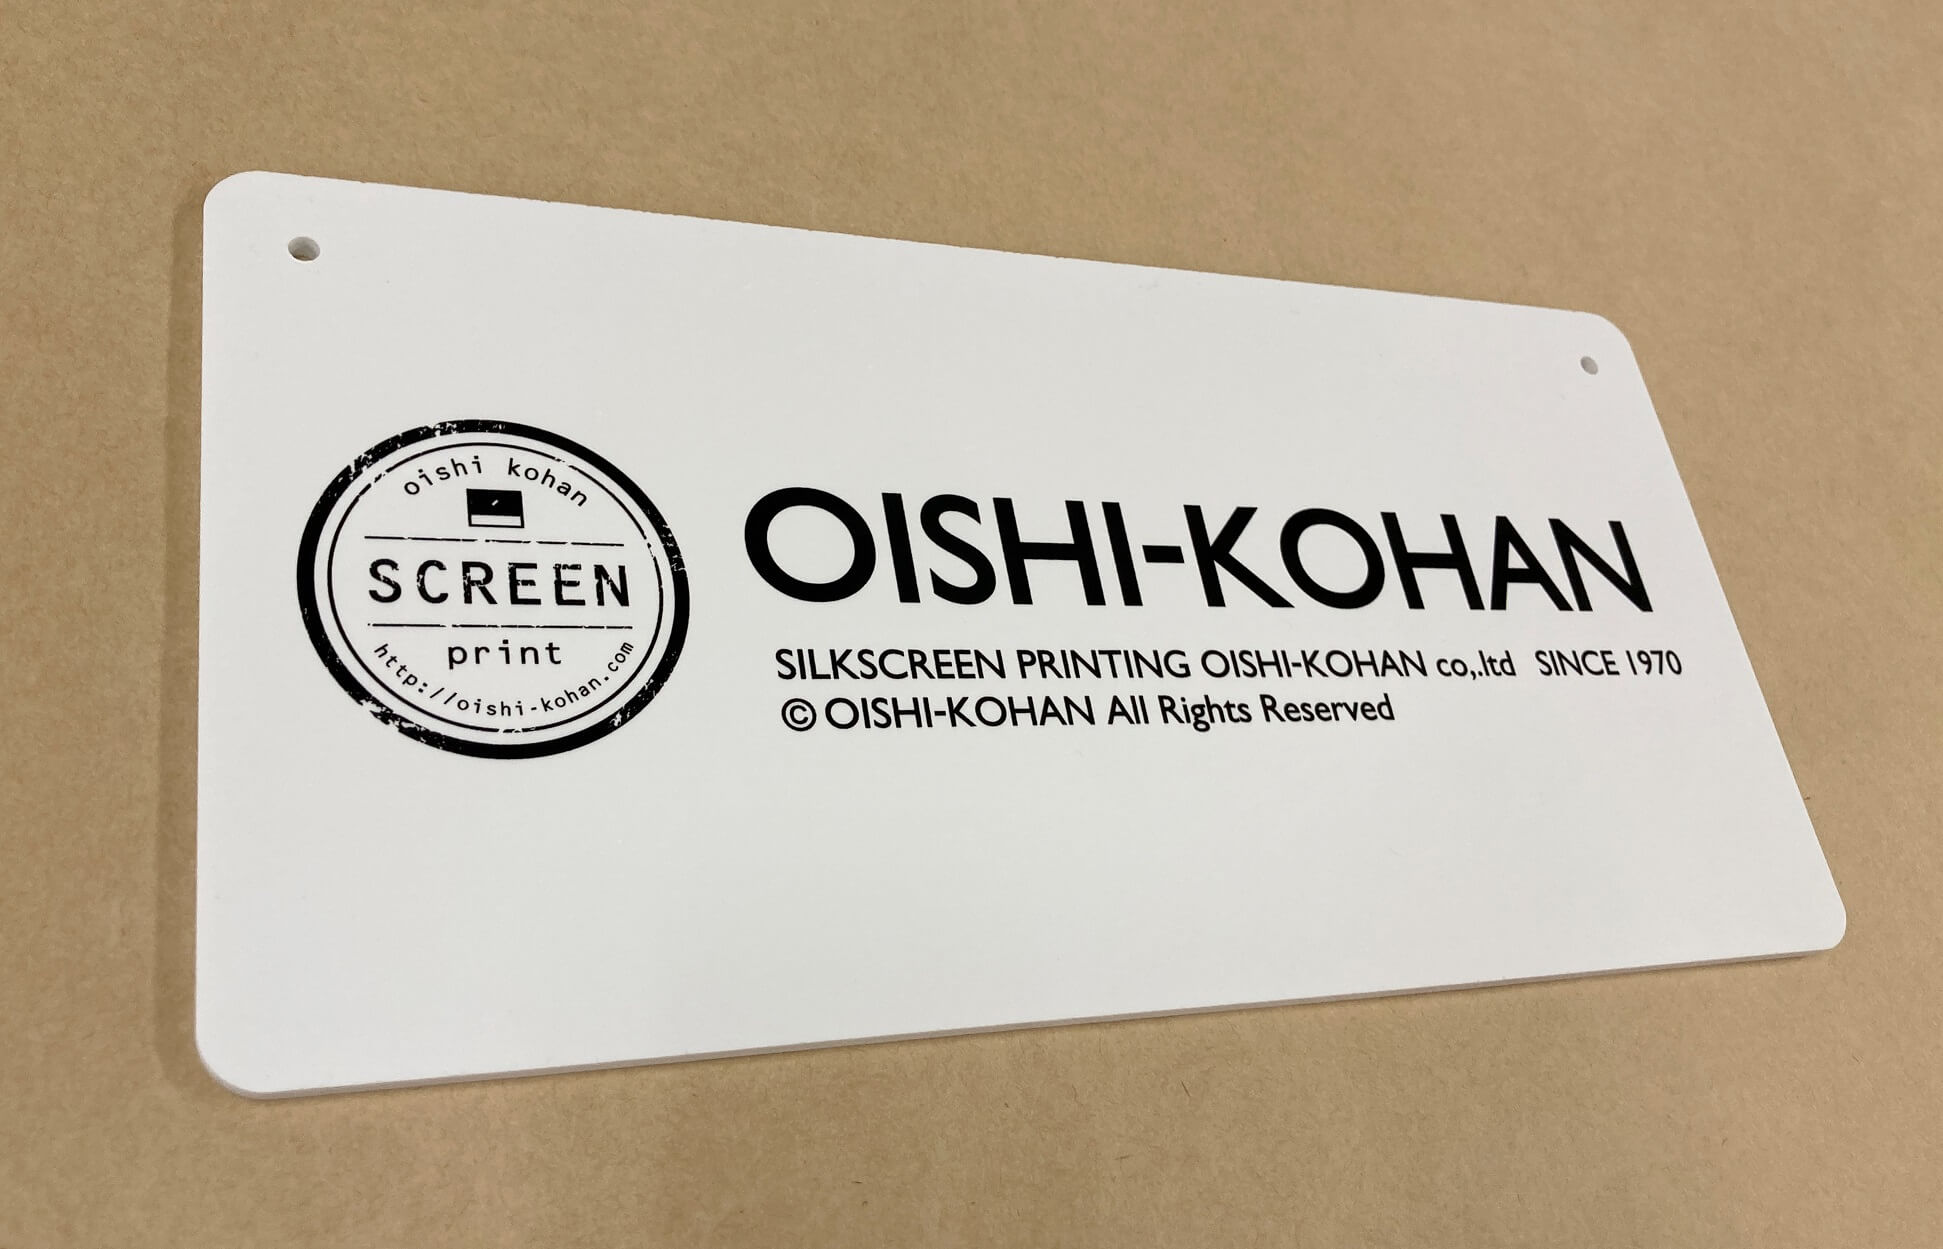 oishi kohan
SCREEN
print
http://oishi-kohan.com
OISHI-KOHAN
SILKSCREEN PRINTING OISHI-KOHAN co,.ltd SINCE 1970
© OISHI-KOHAN All Rights Reserved